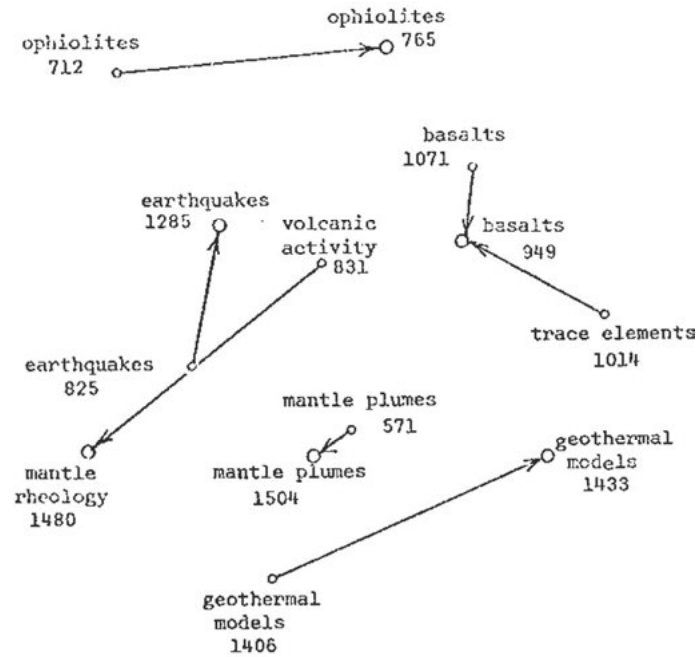 ophiolites
765
ophiolites
712
basalts
1071
earthquakes
1285
volcanic
activity
831
basalts
949
trace elements
1014
earthquakes
825
mantle plumes
571
geothermal
models
1433
mantle
rheology
1480
mantle plumes
1504
geothermal
models
1406